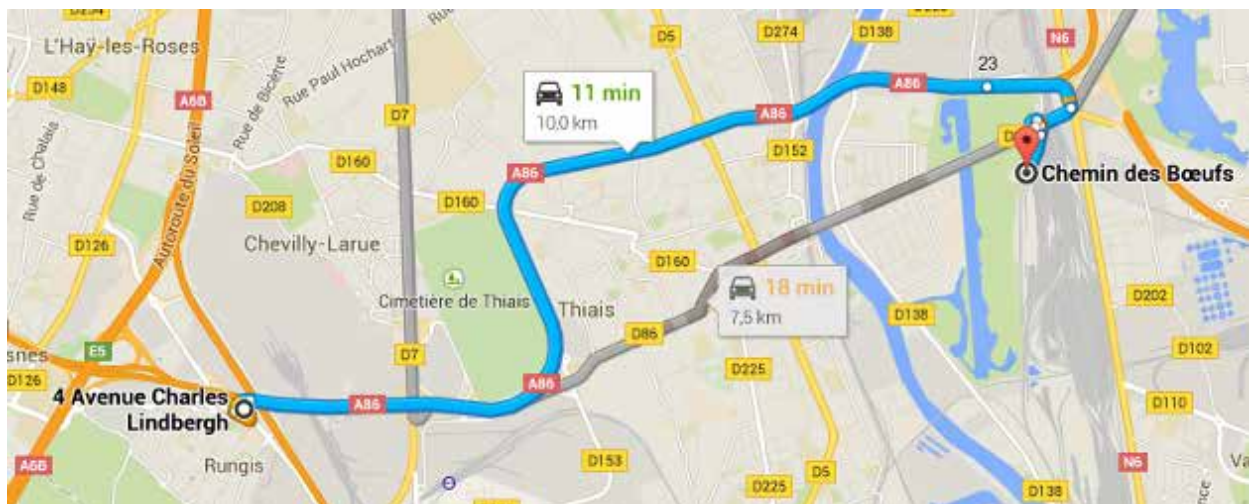 D234
L'Haÿ-les-Roses
D148
A6B
Rue de Bicètre
Rue Paul Hochart
Rue de Chalais
Autoroute du Soleil
D7
D160
D208
D126
Chevilly-Larue
D160
Cimetière de Thiais
A86
11 min
10,0 km
A86
D5
D274
D138
A86
23
N6
D152
Chemin des Bœufs
D160
18 min
7,5 km
Thiais
D86
D138
D202
D102
D7
E5
D126
4 Avenue Charles
Lindbergh
A86
A86
D225
D110
Rungis
A6B
D153
D5
D225
D138
N6